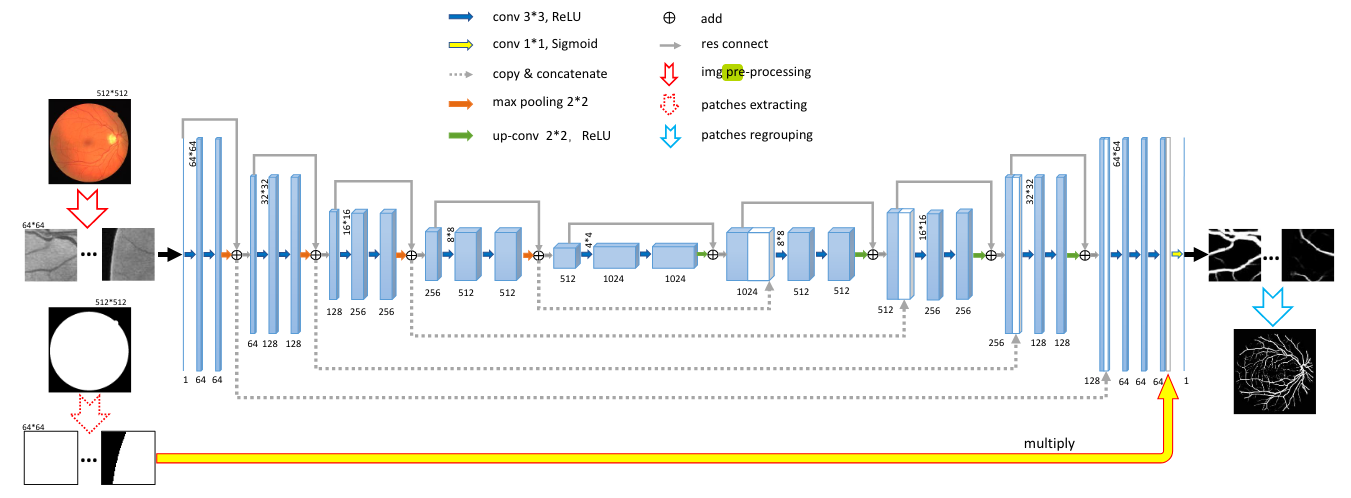 conv 3*3, ReLU
add
conv 1*1, Sigmoid
res connect
copy & concatenate
img pre-processing
max pooling 2*2
patches extracting
up-conv 2*2, ReLU
patches regrouping
512*512
64*64
512*512
64*64
64*64
32*32
16*16
8*8
4*4
8*8
16*16
32*32
64*64
1 64 64
64 128 128
128 256 256
256 512 512
512 1024 1024
1024 512 512
512 256 256
256 128 128
128 64 64 64 1
multiply